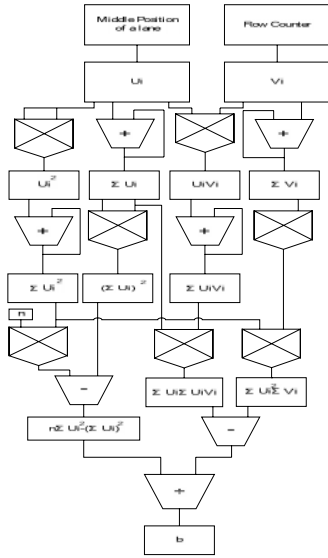 Middle Position
of a lane
Row Counter
Ui
Vi
+
+
Ui²
Σ Ui
UiVi
Σ Vi
+
+
Σ Ui²
(Σ Ui)²
Σ UiVi
n
-
Σ UiΣ UiVi
Σ Ui²Σ Vi
nΣ Ui²-(Σ Ui)²
-
÷
b